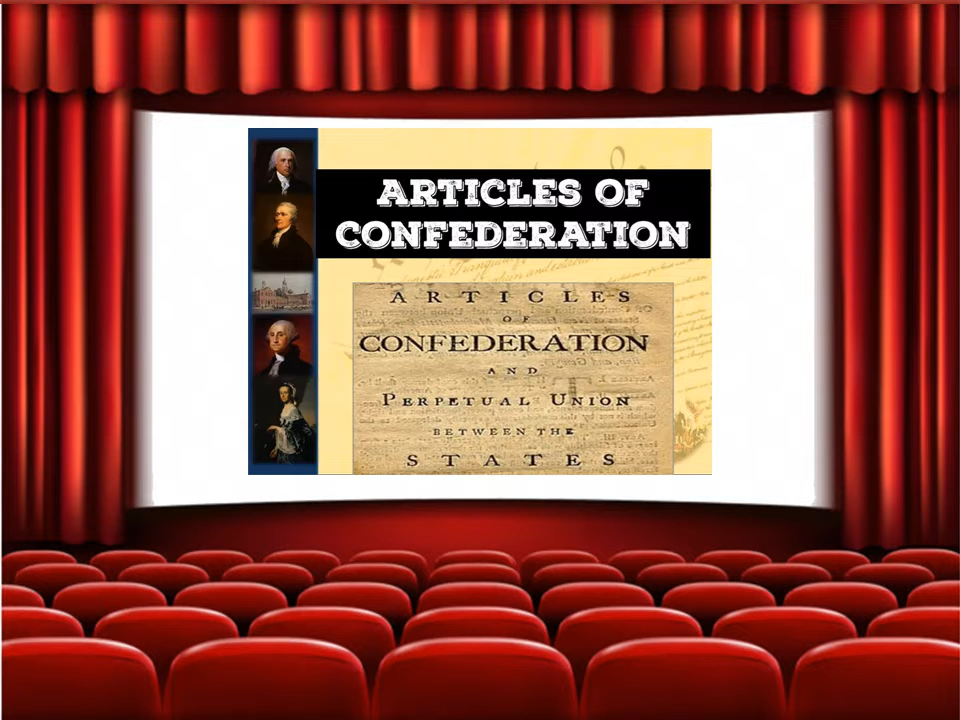 ARTICLES OF
CONFEDERATION
ARTICLES
OF
CONFEDERATION
AND
PERPETUAL UNION
BETWEEN THE
STATES